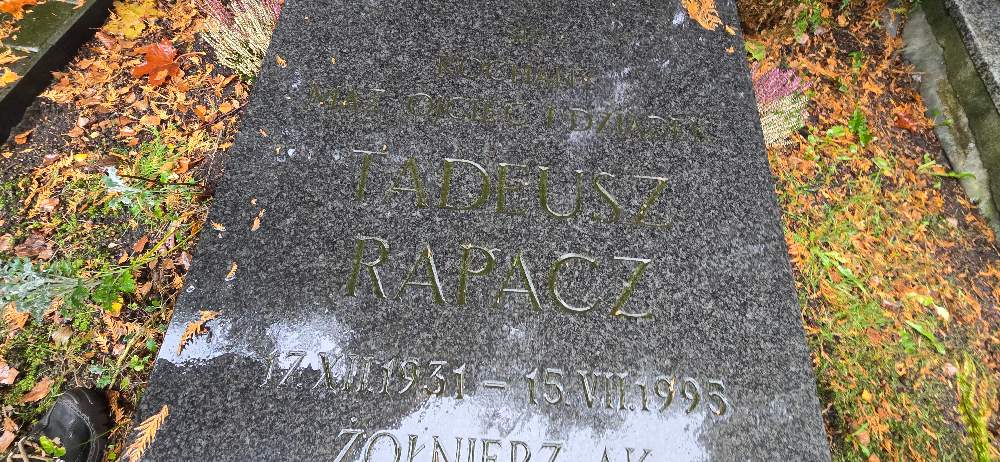 KOCHANY
MĄŻ OJCIEC I DZIADEK
TADEUSZ
RAPACZ
17.XII.1931 – 15.VII.1995
ŻOŁNIERZ AK